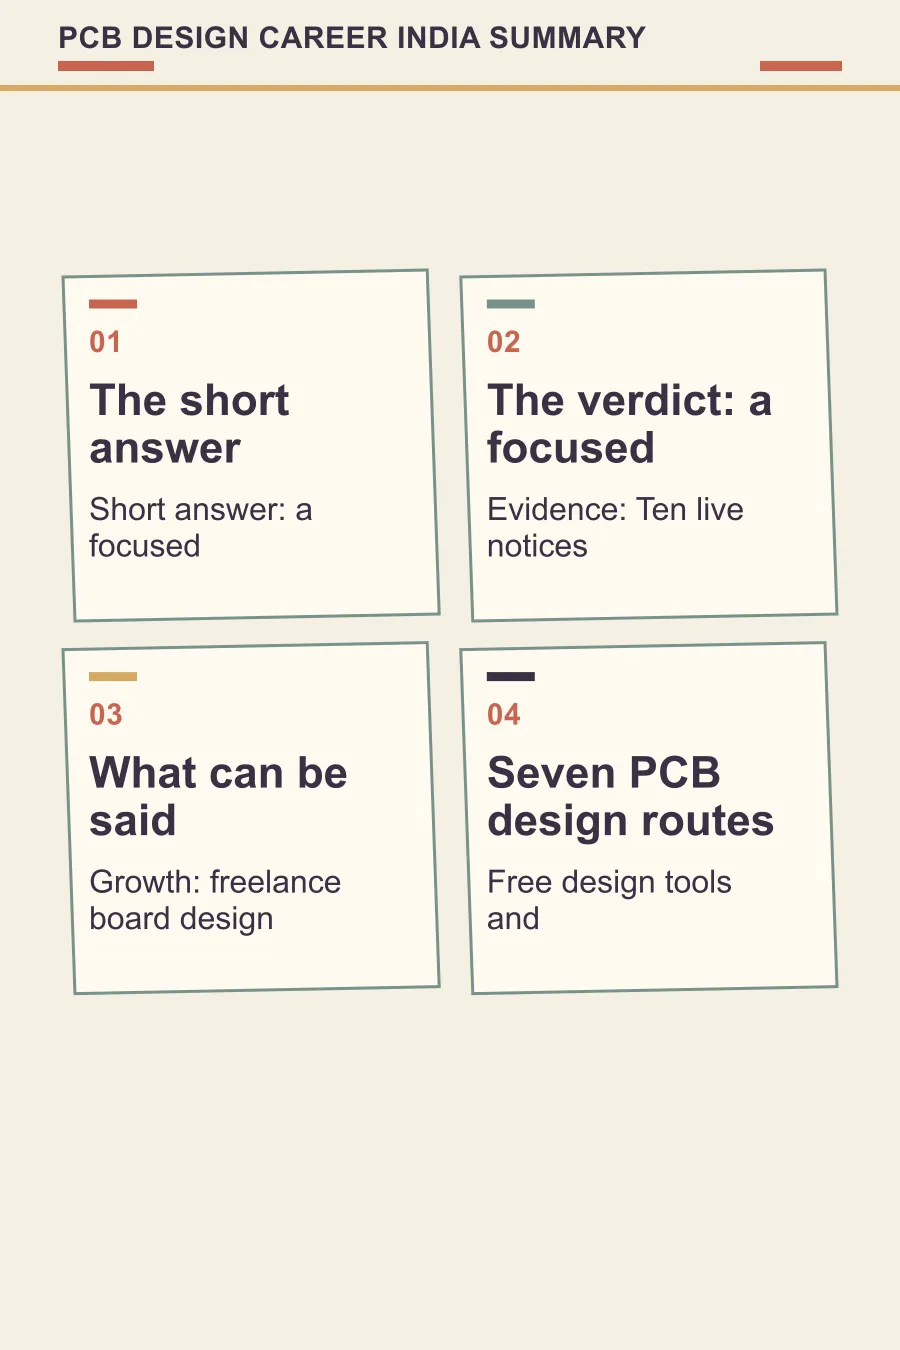 PCB DESIGN CAREER INDIA SUMMARY
01
The short
answer
Short answer: a
focused
02
The verdict: a
focused
Evidence: Ten live
notices
03
What can be
said
Growth: freelance
board design
04
Seven PCB
design routes
Free design tools
and